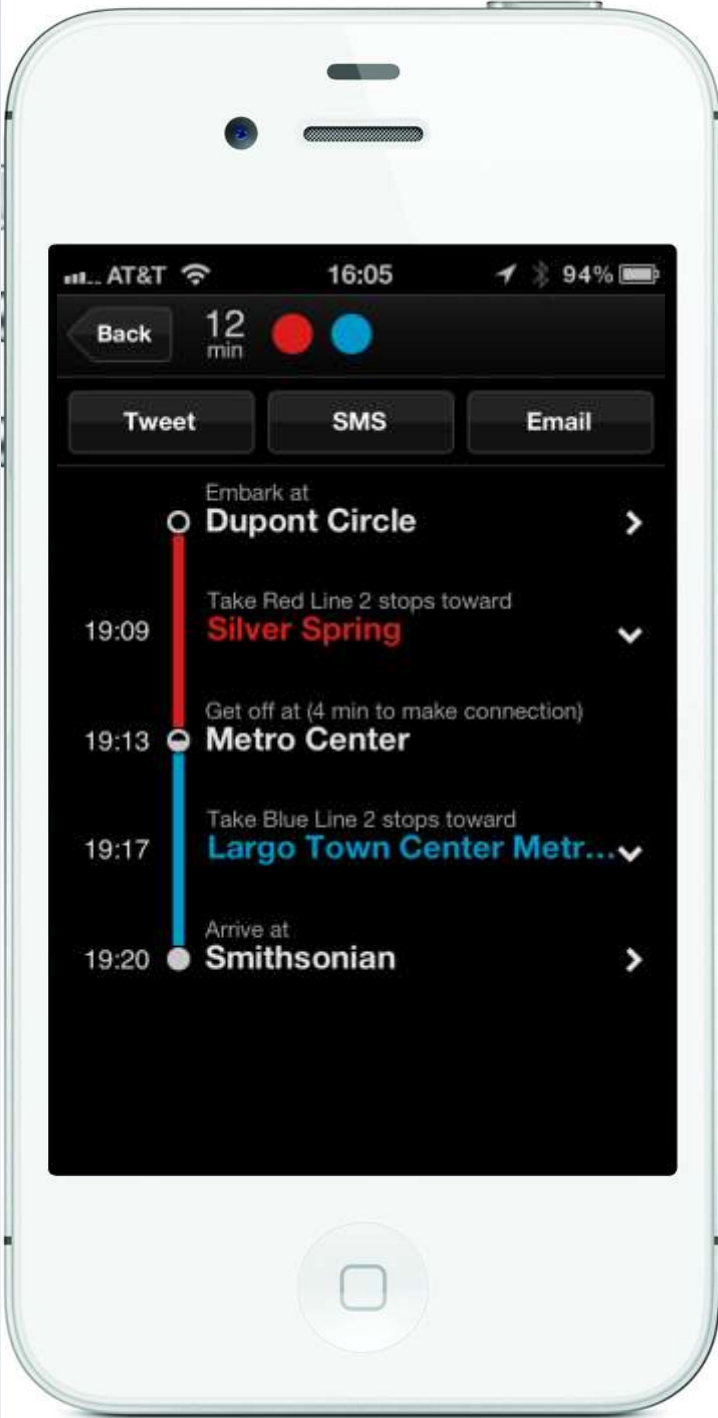 AT&T 16:05 94%
Back 12 min
Tweet SMS Email
Embark at
Dupont Circle
Take Red Line 2 stops toward
19:09 Silver Spring
Get off at (4 min to make connection)
19:13 Metro Center
Take Blue Line 2 stops toward
19:17 Largo Town Center Metr...
Arrive at
19:20 Smithsonian